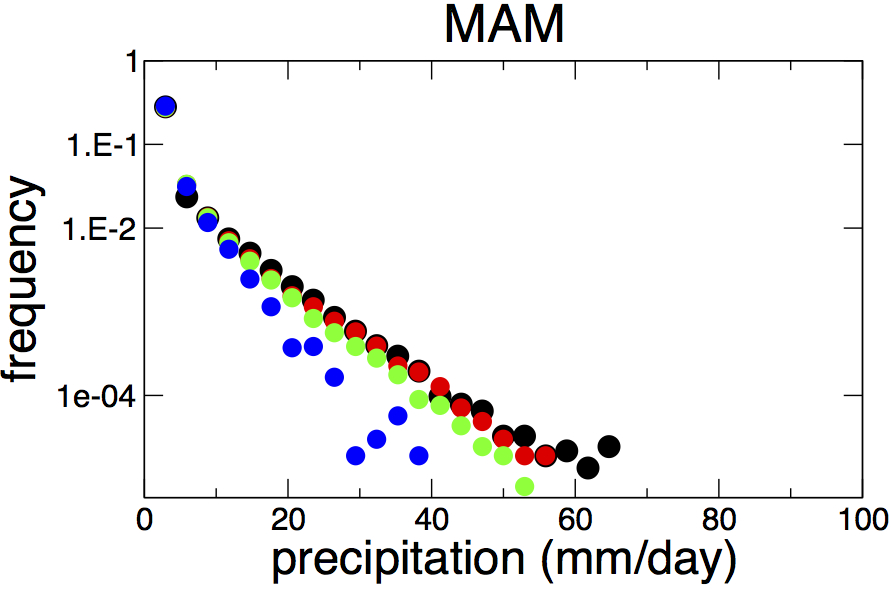 MAM
1
1.E-1
1.E-2
1e-04
frequency
0 20 40 60 80 100
precipitation (mm/day)